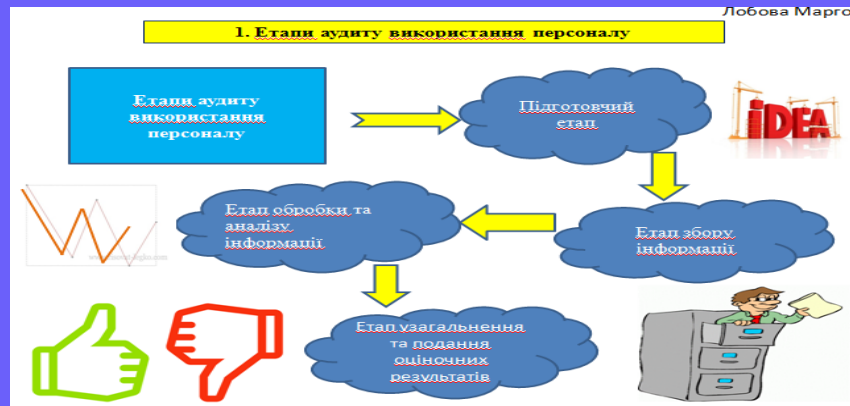 Лобова Марго
1. Етапи аудиту використання персоналу
Етапи аудиту
використання
персоналу
Підготовчий
етап
IDEA
Етап обробки та
аналізу
інформації
Етап збору
інформації
Етап узагальнення
та подання
оціночних
результатів